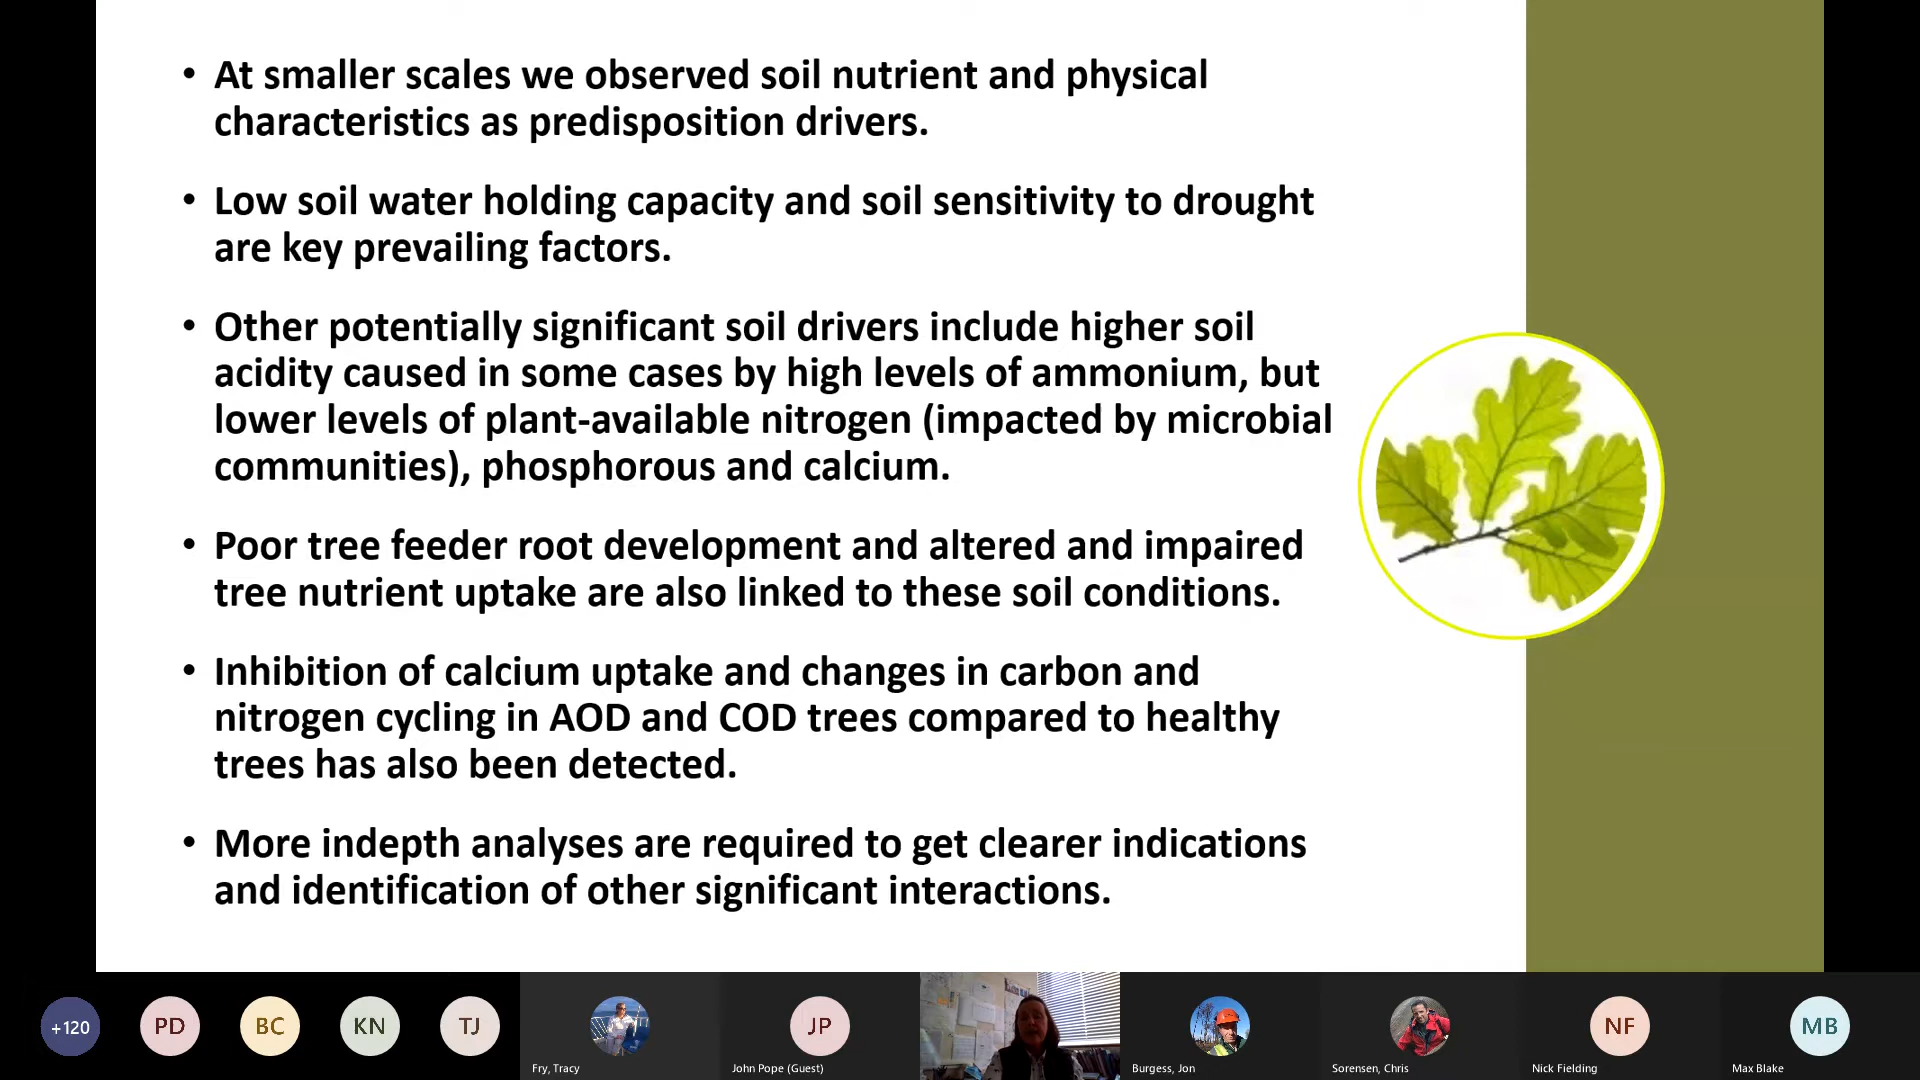 • At smaller scales we observed soil nutrient and physical
characteristics as predisposition drivers.
• Low soil water holding capacity and soil sensitivity to drought
are key prevailing factors.
• Other potentially significant soil drivers include higher soil
acidity caused in some cases by high levels of ammonium, but
lower levels of plant-available nitrogen (impacted by microbial
communities), phosphorous and calcium.
• Poor tree feeder root development and altered and impaired
tree nutrient uptake are also linked to these soil conditions.
• Inhibition of calcium uptake and changes in carbon and
nitrogen cycling in AOD and COD trees compared to healthy
trees has also been detected.
• More indepth analyses are required to get clearer indications
and identification of other significant interactions.
+120 PD BC KN TJ JP NF MB
Fry, Tracy John Pope (Guest) Burgess, Jon Sorensen, Chris Nick Fielding Max Blake